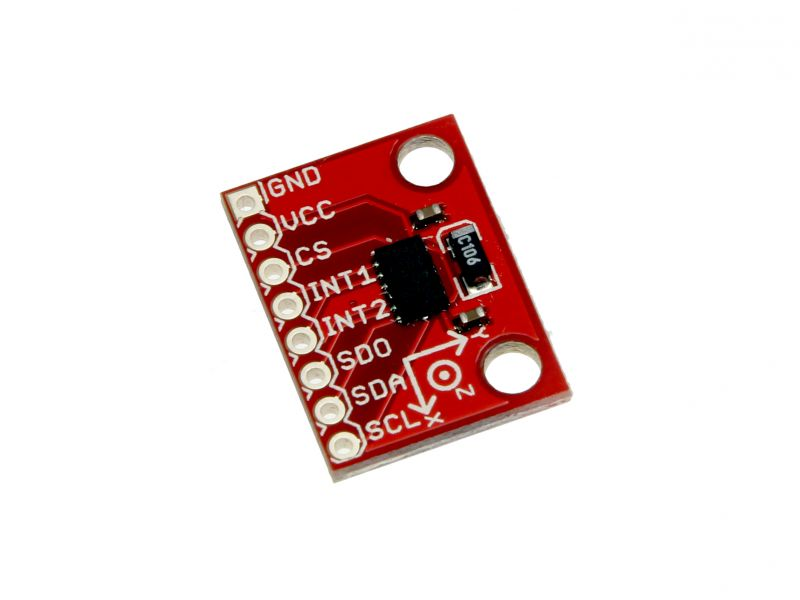 GND
VCC
CS
INT1
INT2
SDO
SDA
SCL
C106
Y
X
Z